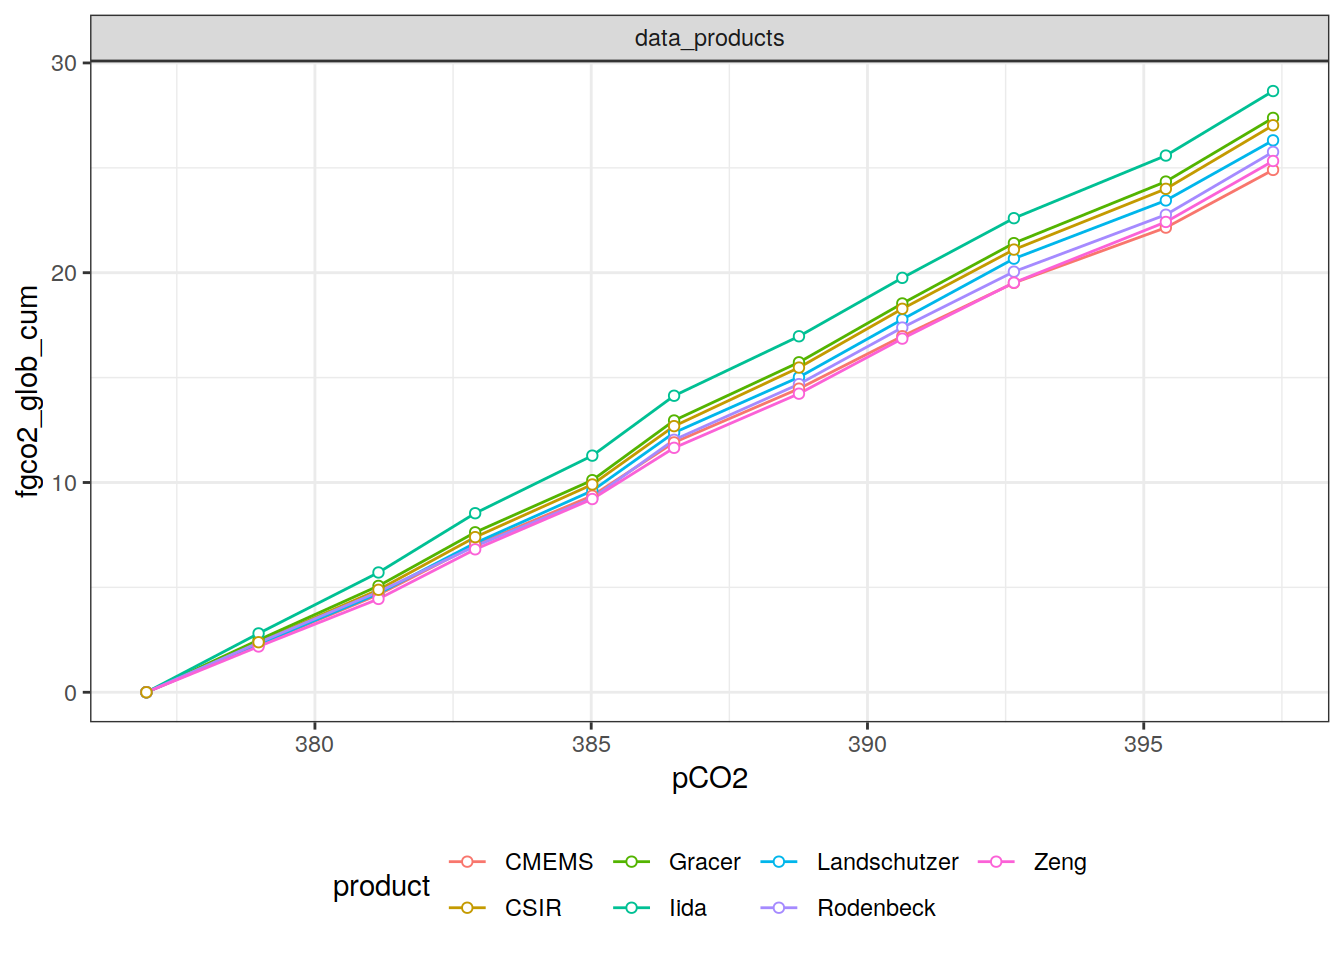 data_products
30
20
10
0
fgco2_glob_cum
380 385 390 395
pCO2
product
CMEMS Gracer Landschutzer Zeng
CSIR Iida Rodenbeck